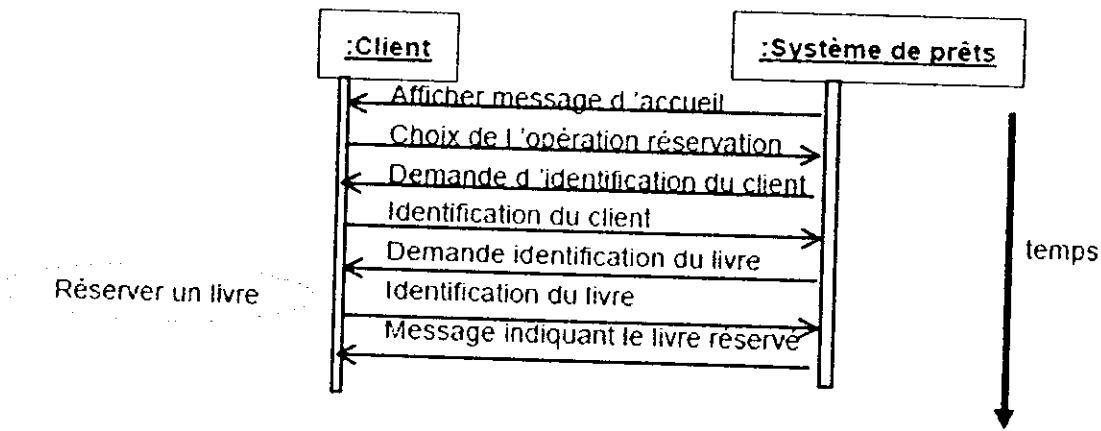 :Client
:Système de prêts
Afficher message d 'accueil
Choix de l 'opération réservation
Demande d 'identification du client
Identification du client
Demande identification du livre
Identification du livre
Message indiquant le livre réservé
Réserver un livre
temps